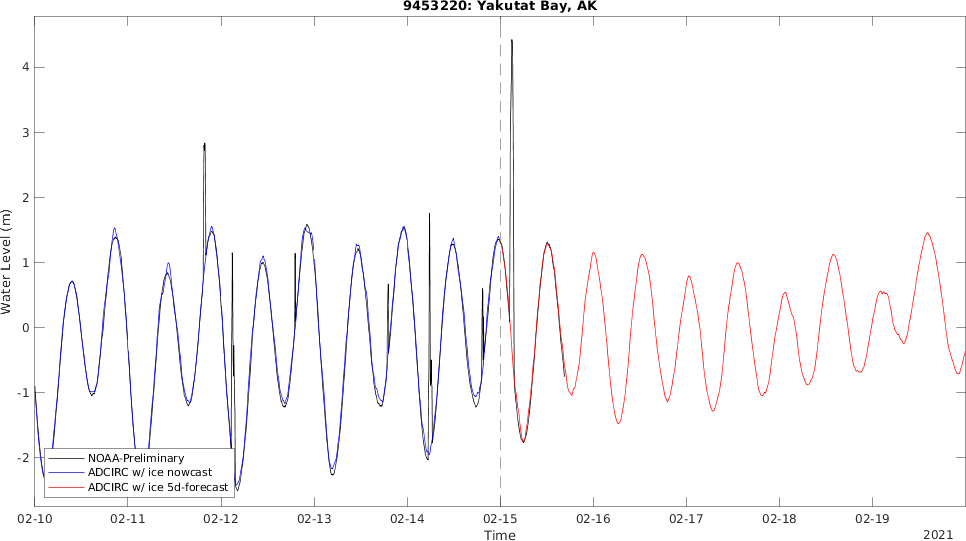 9453220: Yakutat Bay, AK
Water Level (m)
4
3
2
1
0
-1
-2
NOAA-Preliminary
ADCIRC w/ ice nowcast
ADCIRC w/ ice 5d-forecast
02-10 02-11 02-12 02-13 02-14 02-15 02-16 02-17 02-18 02-19
Time
2021